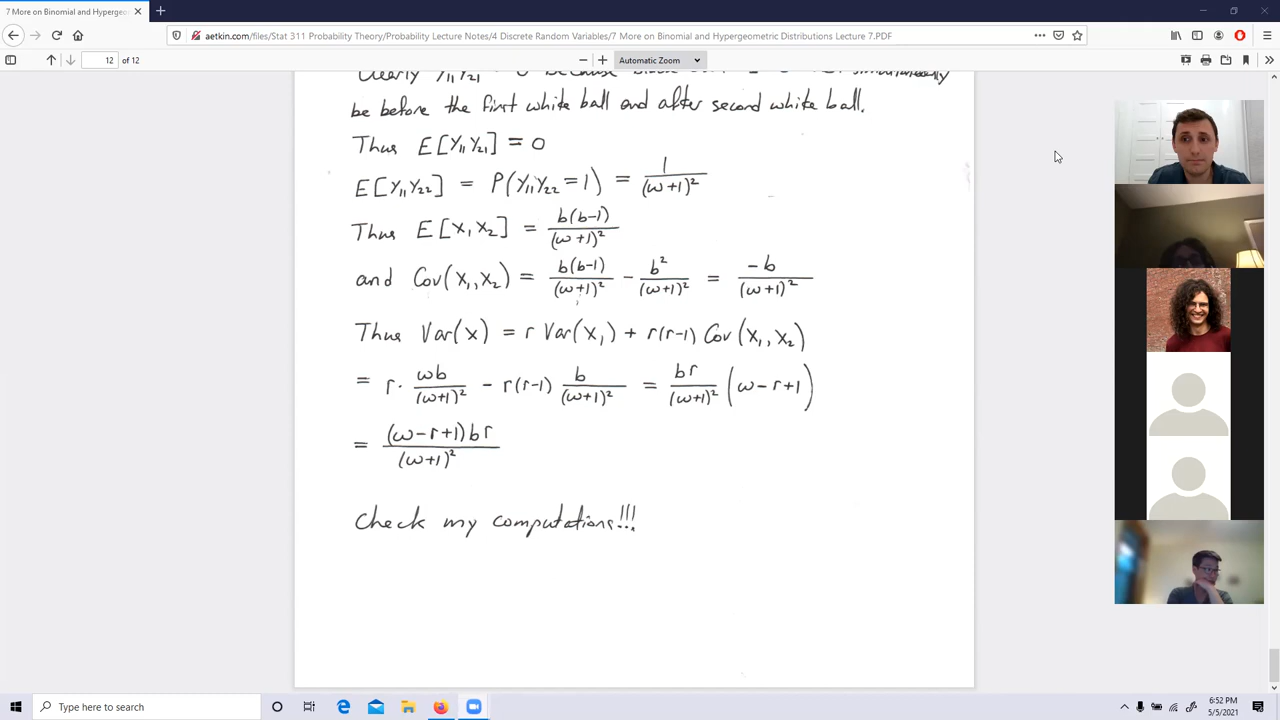 7 More on Binomial and Hypergeo
aetkin.com/files/Stat 311 Probability Theory/Probability Lecture Notes/4 Discrete Random Variables/7 More on Binomial and Hypergeometric Distributions Lecture 7.PDF
12 of 12
Automatic Zoom
be before the first white ball and after second white ball.
Thus E[Y₁₁Y₂₁] = 0
E[Y₁₁Y₂₂] = P(Y₁₁Y₂₂=1) = 1/(w+1)²
Thus E[X₁X₂] = b(b-1)/(w+1)²
and Cov(X₁,X₂) = b(b-1)/(w+1)² - b²/(w+1)² = -b/(w+1)²
Thus Var(X) = r Var(X₁) + r(r-1) Cov(X₁,X₂)
= r · wb/(w+1)² - r(r-1) b/(w+1)² = br/(w+1)² (w-r+1)
= (w-r+1)br/(w+1)²
Check my computations!!!
Type here to search
6:52 PM
5/5/2021